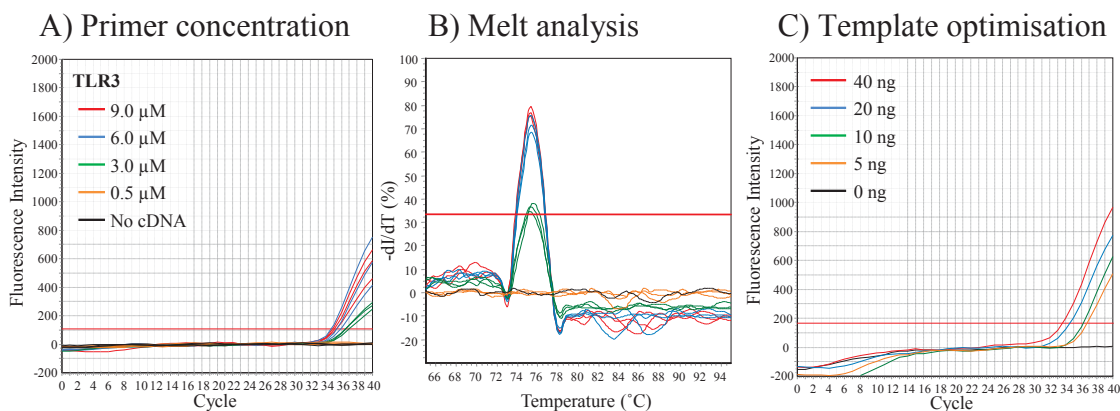 A) Primer concentration
2000
1800
1600
1400
1200
1000
800
600
400
200
0
-200
Fluorescence Intensity
TLR3
9.0 µM
6.0 µM
3.0 µM
0.5 µM
No cDNA
0 2 4 6 8 10 12 14 16 18 20 22 24 26 28 30 32 34 36 38 40
Cycle
B) Melt analysis
100
90
80
70
60
50
40
30
20
10
0
-10
-20
-dI/dT (%)
66 68 70 72 74 76 78 80 82 84 86 88 90 92 94
Temperature (˚C)
C) Template optimisation
2000
1800
1600
1400
1200
1000
800
600
400
200
0
-200
Fluorescence Intensity
40 ng
20 ng
10 ng
5 ng
0 ng
0 2 4 6 8 10 12 14 16 18 20 22 24 26 28 30 32 34 36 38 40
Cycle